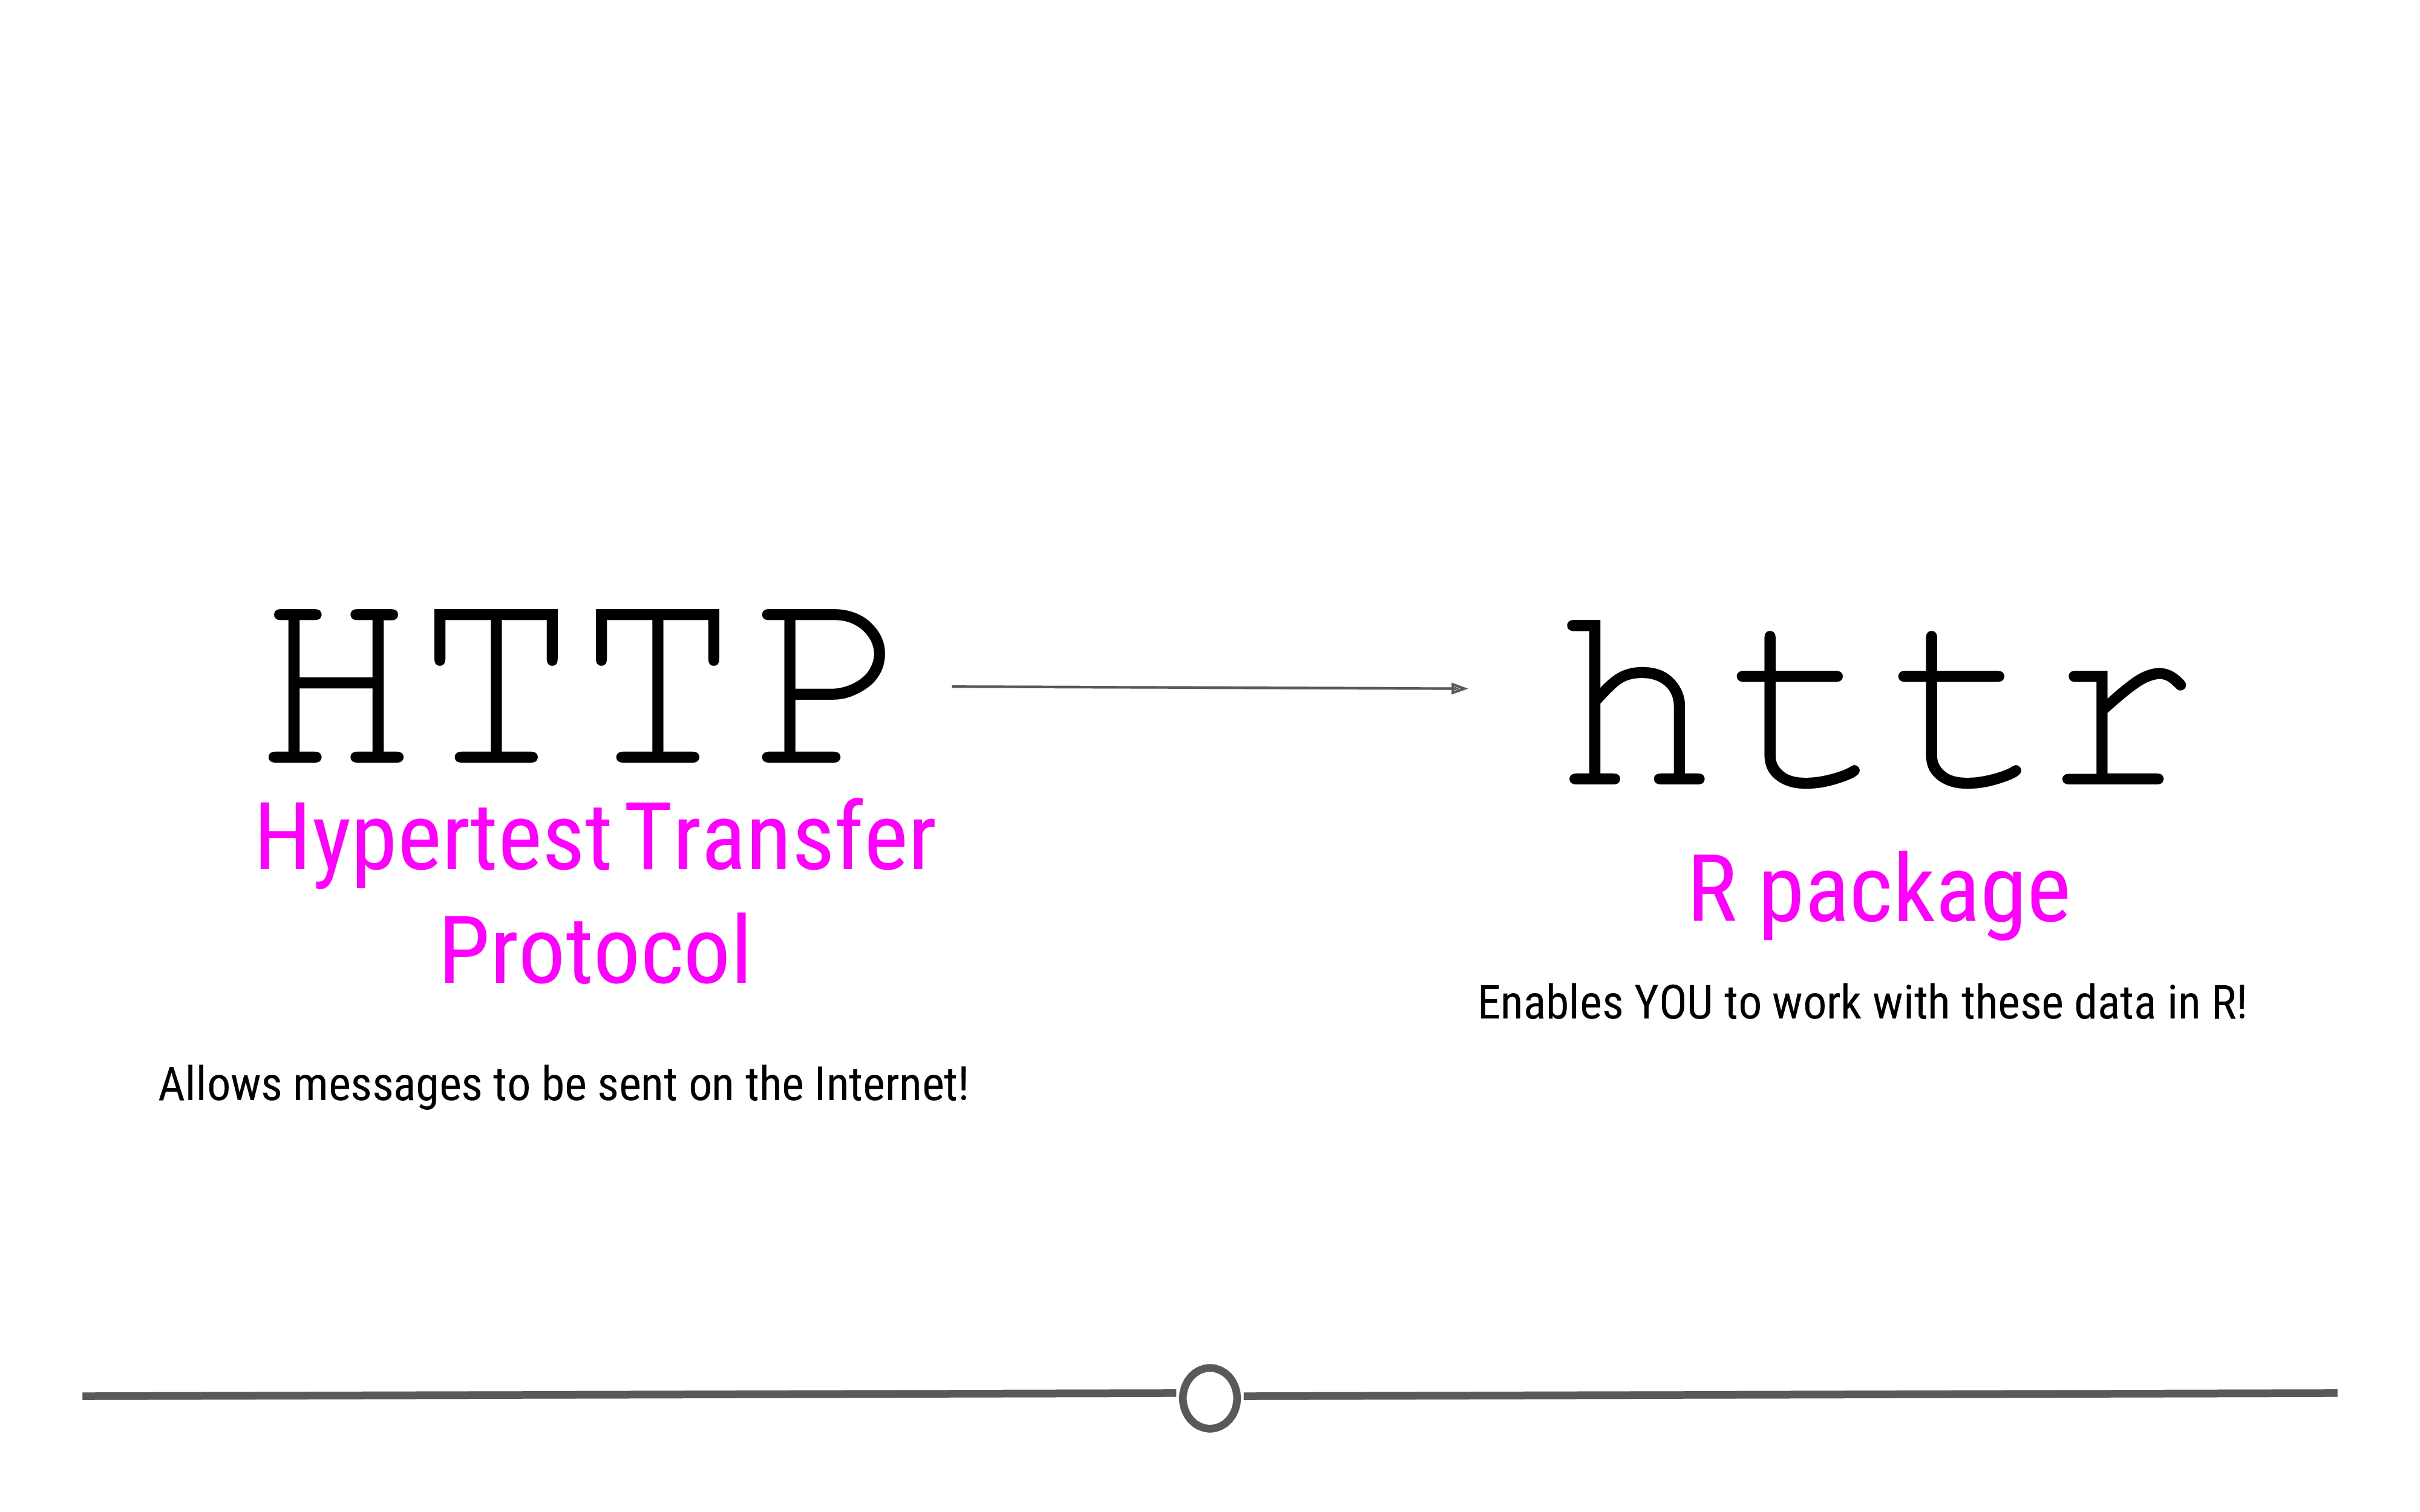 HTTP
Hypertest Transfer
Protocol
Allows messages to be sent on the Internet!
httr
R package
Enables YOU to work with these data in R!